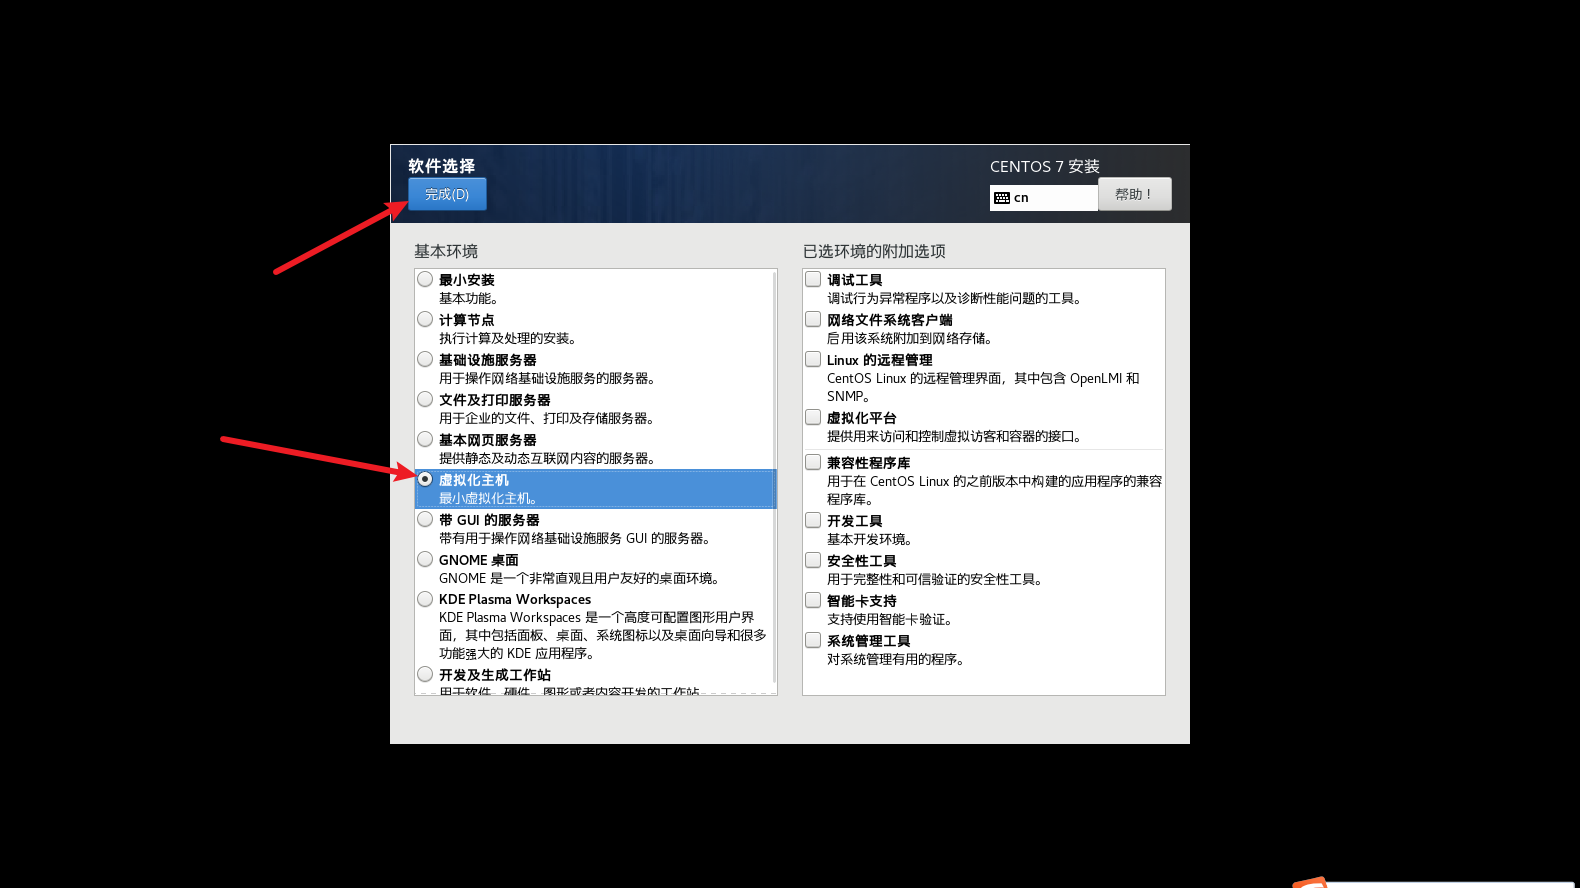 软件选择
完成(D)
CENTOS 7 安装
cn
帮助！
基本环境
最小安装
基本功能。
计算节点
执行计算及处理的安装。
基础设施服务器
用于操作网络基础设施服务的服务器。
文件及打印服务器
用于企业的文件、打印及存储服务器。
基本网页服务器
提供静态及动态互联网内容的服务器。
虚拟化主机
最小虚拟化主机。
带 GUI 的服务器
带有用于操作网络基础设施服务 GUI 的服务器。
GNOME 桌面
GNOME 是一个非常直观且用户友好的桌面环境。
KDE Plasma Workspaces
KDE Plasma Workspaces 是一个高度可配置图形用户界
面，其中包括面板、桌面、系统图标以及桌面向导和很多
功能强大的 KDE 应用程序。
开发及生成工作站
用于软件、硬件、图形或者内容开发的工作站
已选环境的附加选项
调试工具
调试行为异常程序以及诊断性能问题的工具。
网络文件系统客户端
启用该系统附加到网络存储。
Linux 的远程管理
CentOS Linux 的远程管理界面，其中包含 OpenLMI 和
SNMP。
虚拟化平台
提供用来访问和控制虚拟访客和容器的接口。
兼容性程序库
用于在 CentOS Linux 的之前版本中构建的应用程序的兼容
程序库。
开发工具
基本开发环境。
安全性工具
用于完整性和可信验证的安全性工具。
智能卡支持
支持使用智能卡验证。
系统管理工具
对系统管理有用的程序。